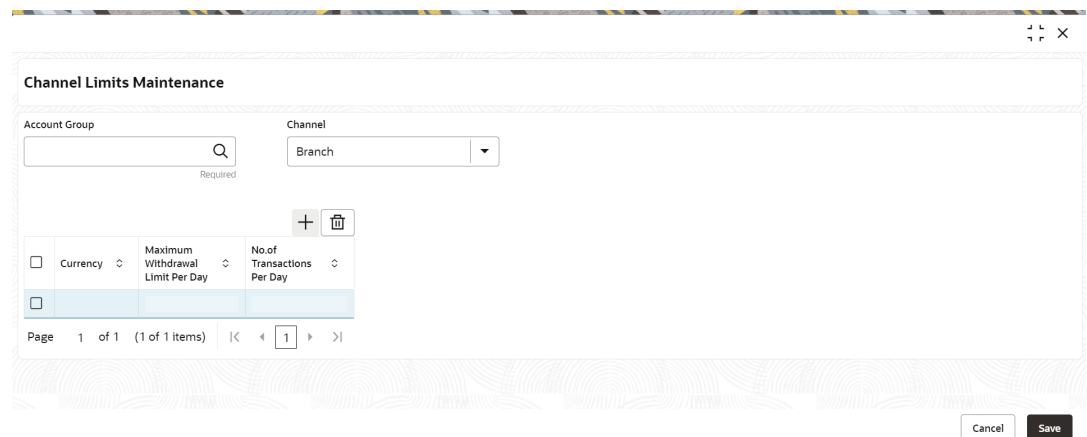 Channel Limits Maintenance
Account Group
Channel
Branch
Required
Currency
Maximum
Withdrawal
Limit Per Day
No.of
Transactions
Per Day
Page 1 of 1 (1 of 1 items) 1
Cancel
Save